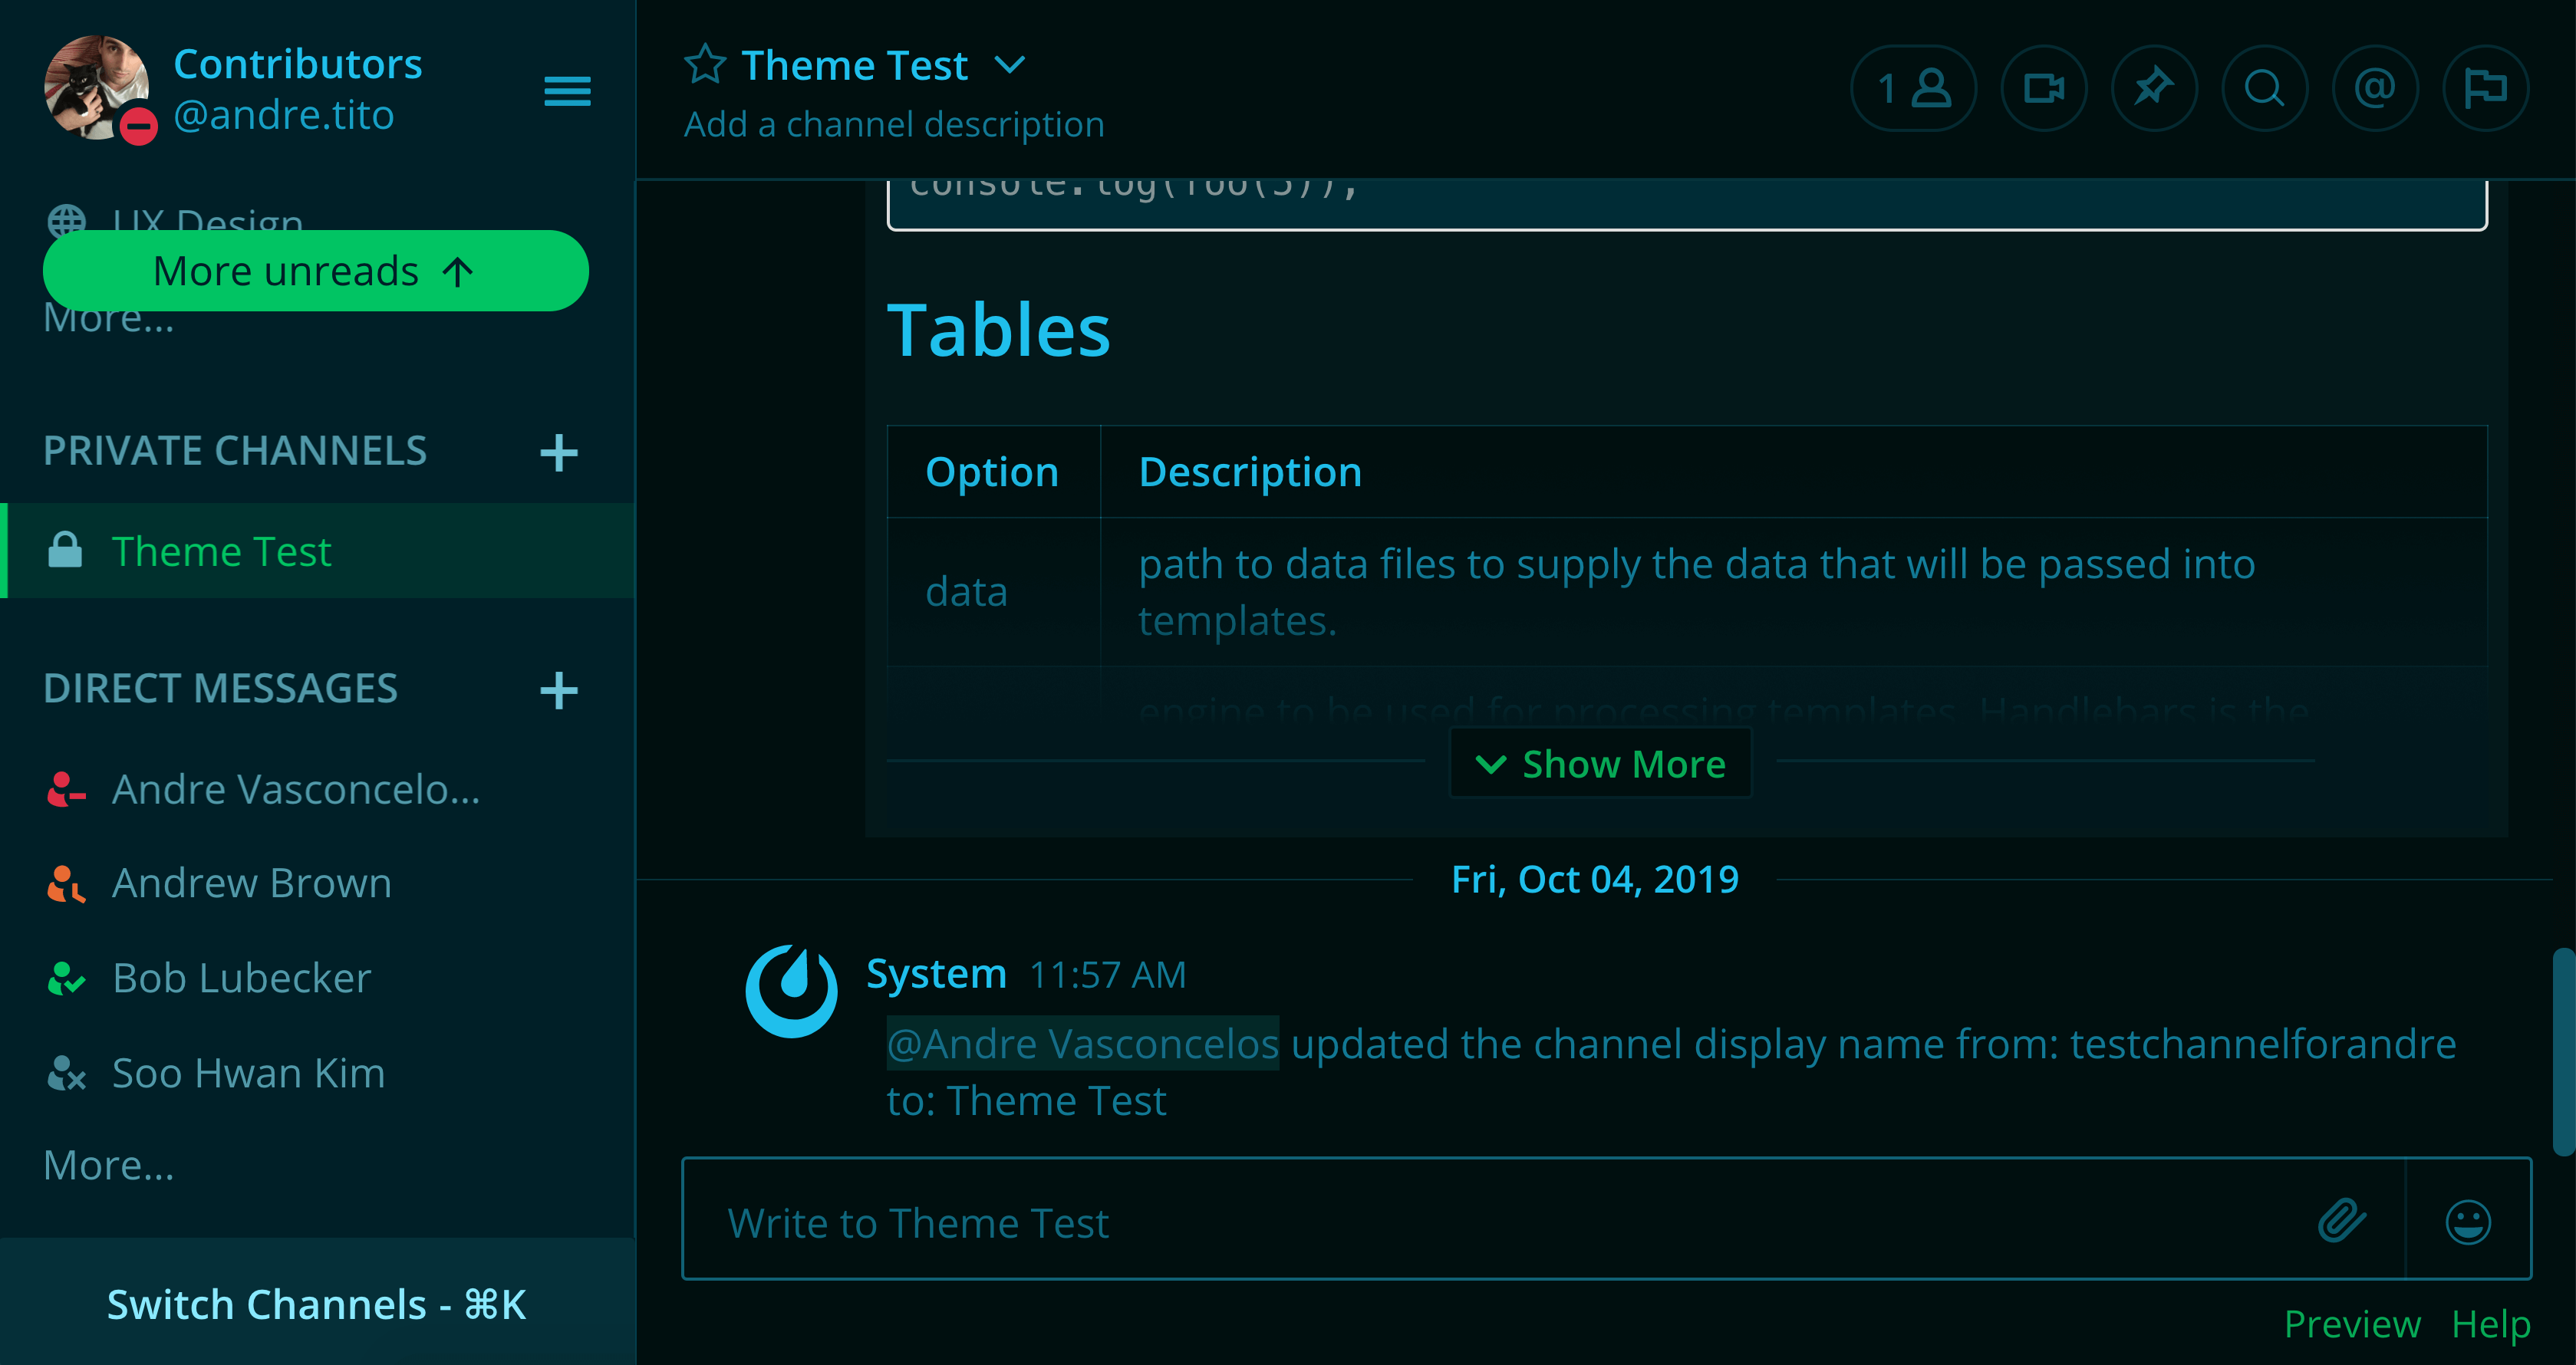 Contributors
@andre.tito
UX Design
More unreads ↑
More...
PRIVATE CHANNELS +
Theme Test
DIRECT MESSAGES +
Andre Vasconcelo...
Andrew Brown
Bob Lubecker
Soo Hwan Kim
More...
Switch Channels - ⌘K
Theme Test
Add a channel description
1
@
console.log(foo(5));
Tables
Option Description
data
path to data files to supply the data that will be passed into
templates.
engine to be used for processing templates. Handlebars is the
Show More
Fri, Oct 04, 2019
System 11:57 AM
@Andre Vasconcelos updated the channel display name from: testchannelforandre
to: Theme Test
Write to Theme Test
Preview Help